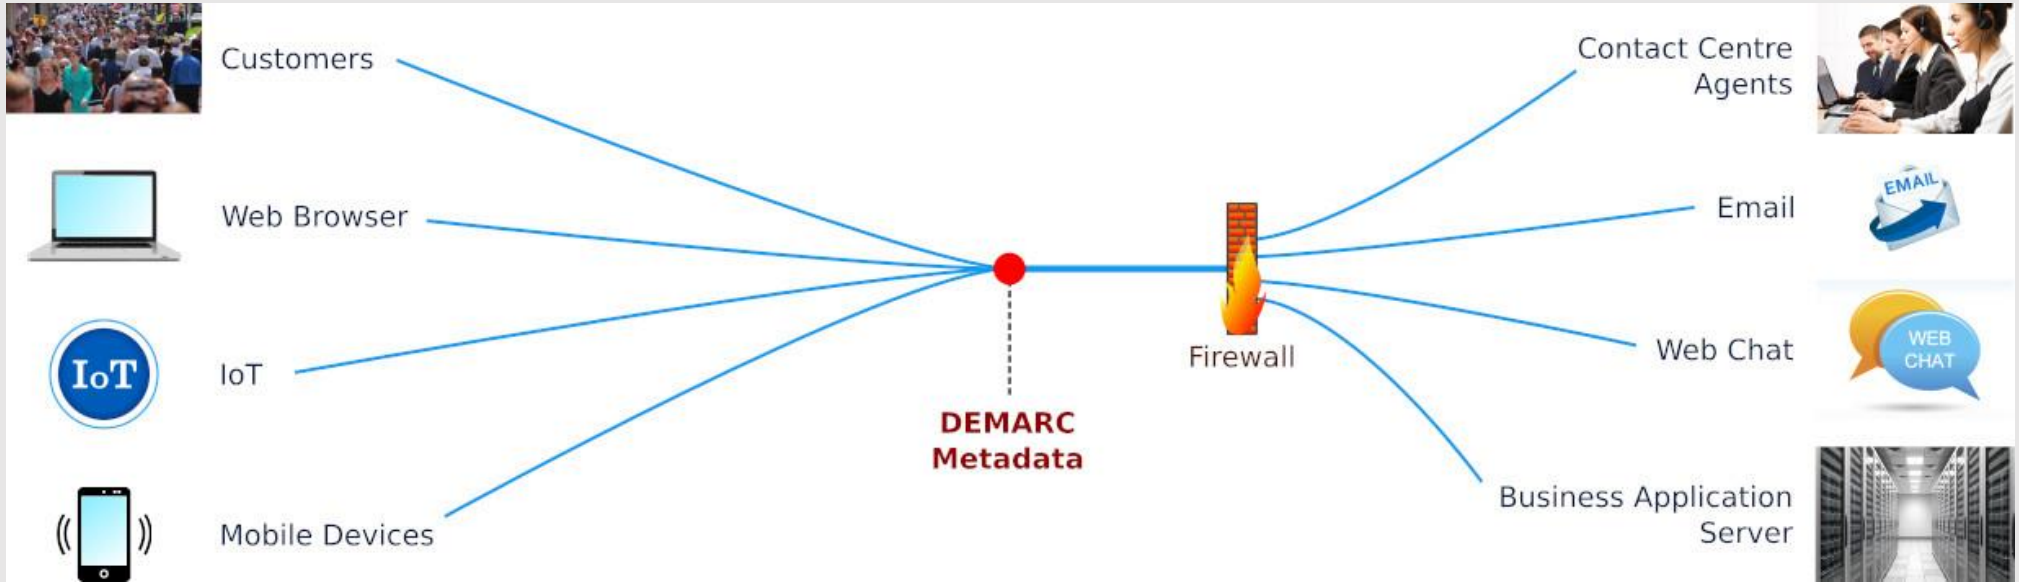 Customers
Web Browser
IoT
IoT
Mobile Devices
DEMARC
Metadata
Firewall
Contact Centre
Agents
Email
EMAIL
Web Chat
WEB
CHAT
Business Application
Server